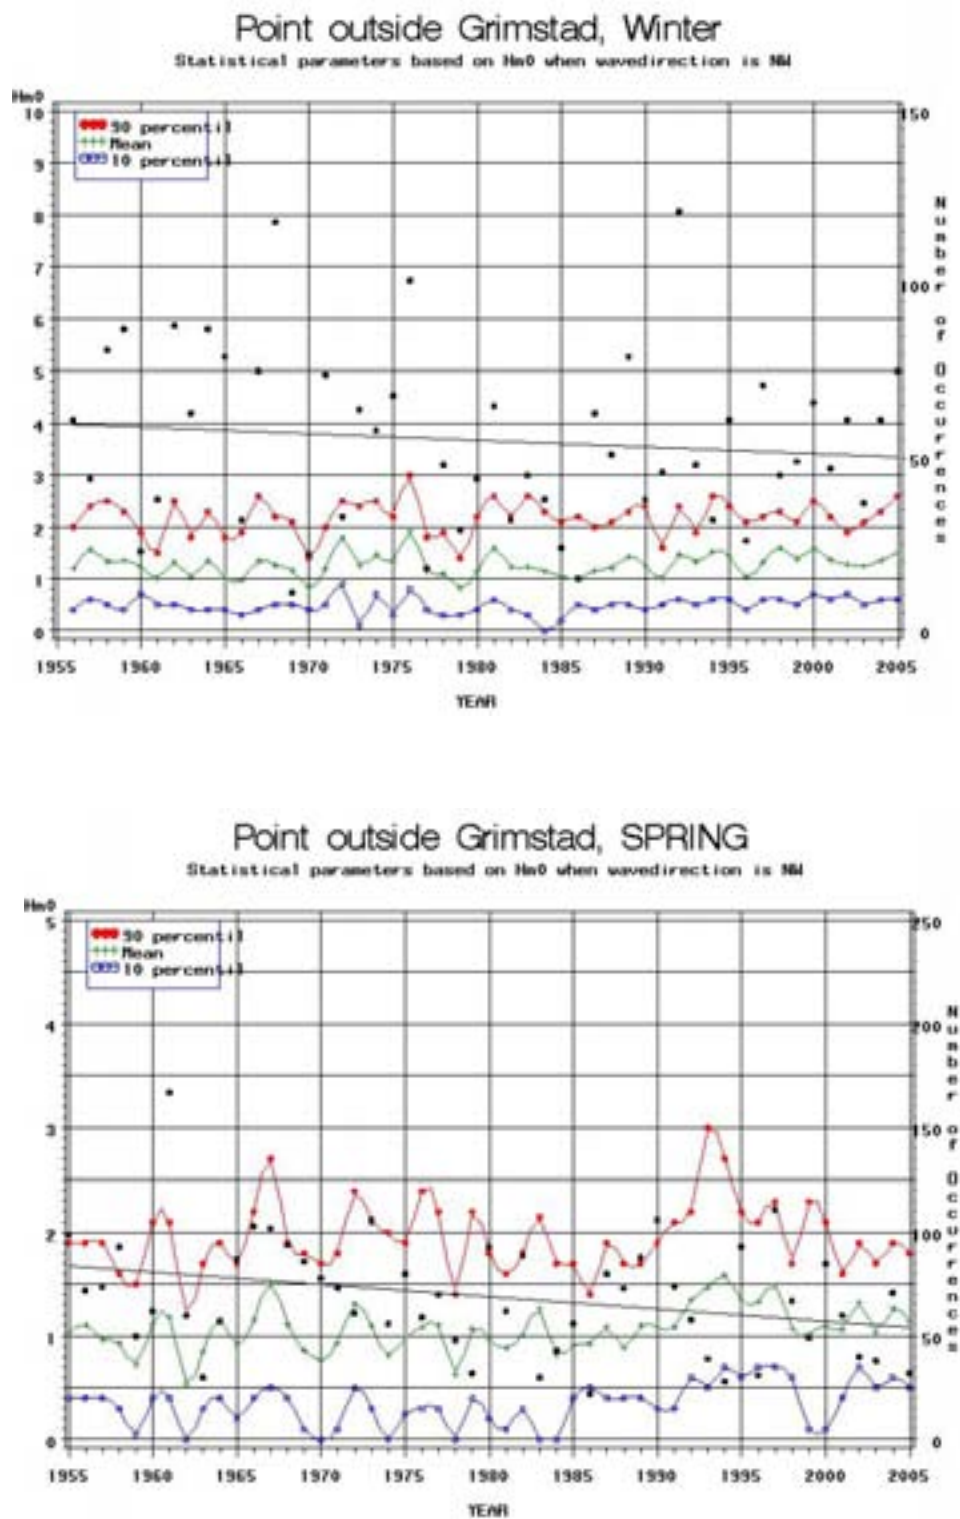 Point outside Grimstad, Winter
Statistical parameters based on Hm0 when wavedirection is NW
Hm0
90 percentil
Mean
10 percentil
10
9
8
7
6
5
4
3
2
1
0
150
100
50
0
Number of Occurrences
1955 1960 1965 1970 1975 1980 1985 1990 1995 2000 2005
YEAR
Point outside Grimstad, SPRING
Statistical parameters based on Hm0 when wavedirection is NW
Hm0
90 percentil
Mean
10 percentil
5
4
3
2
1
0
250
200
150
100
50
0
Number of Occurrences
1955 1960 1965 1970 1975 1980 1985 1990 1995 2000 2005
YEAR